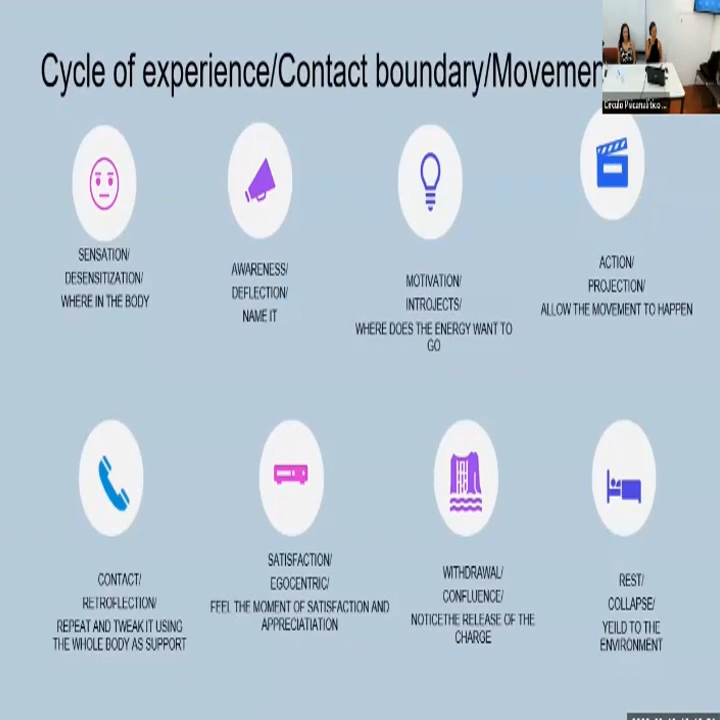 Cycle of experience/Contact boundary/Movemen
SENSATION/
DESENSITIZATION/
WHERE IN THE BODY
AWARENESS/
DEFLECTION/
NAME IT
MOTIVATION/
INTROJECTS/
WHERE DOES THE ENERGY WANT TO
GO
ACTION/
PROJECTION/
ALLOW THE MOVEMENT TO HAPPEN
CONTACT/
RETROFLECTION/
REPEAT AND TWEAK IT USING
THE WHOLE BODY AS SUPPORT
SATISFACTION/
EGOCENTRIC/
FEEL THE MOMENT OF SATISFACTION AND
APPRECIATIATION
WITHDRAWAL/
CONFLUENCE/
NOTICETHE RELEASE OF THE
CHARGE
REST/
COLLAPSE/
YEILD TO THE
ENVIRONMENT